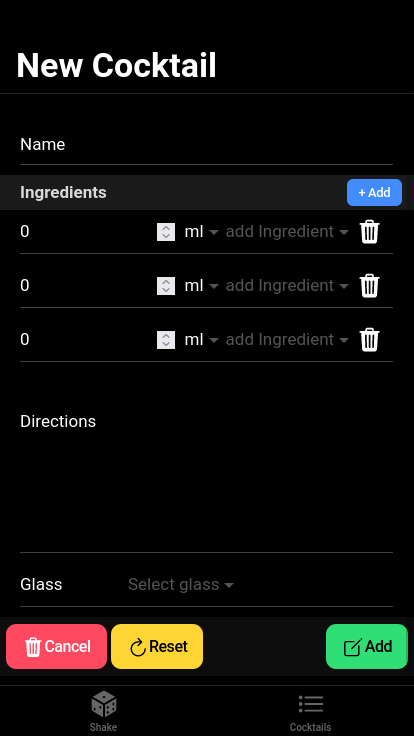 New Cocktail
Name
Ingredients + Add
0 ml add Ingredient
0 ml add Ingredient
0 ml add Ingredient
Directions
Glass Select glass
Cancel Reset Add
Shake Cocktails